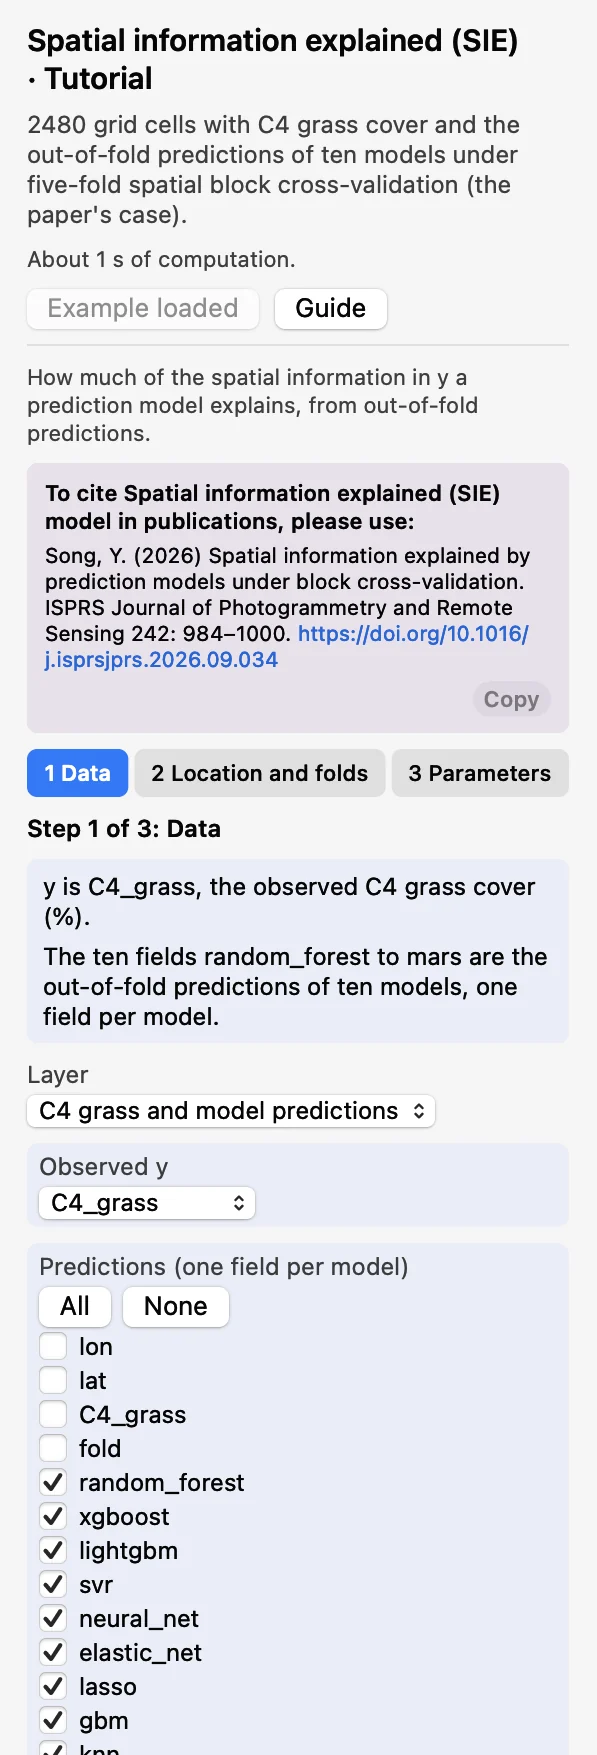 Spatial information explained (SIE)
· Tutorial
2480 grid cells with C4 grass cover and the
out-of-fold predictions of ten models under
five-fold spatial block cross-validation (the
paper's case).
About 1 s of computation.
Example loaded
Guide
How much of the spatial information in y a
prediction model explains, from out-of-fold
predictions.
To cite Spatial information explained (SIE)
model in publications, please use:
Song, Y. (2026) Spatial information explained by
prediction models under block cross-validation.
ISPRS Journal of Photogrammetry and Remote
Sensing 242: 984–1000. https://doi.org/10.1016/
j.isprsjprs.2026.09.034
Copy
1 Data
2 Location and folds
3 Parameters
Step 1 of 3: Data
y is C4_grass, the observed C4 grass cover
(%).
The ten fields random_forest to mars are the
out-of-fold predictions of ten models, one
field per model.
Layer
C4 grass and model predictions
Observed y
C4_grass
Predictions (one field per model)
All
None
lon
lat
C4_grass
fold
random_forest
xgboost
lightgbm
svr
neural_net
elastic_net
lasso
gbm
knn